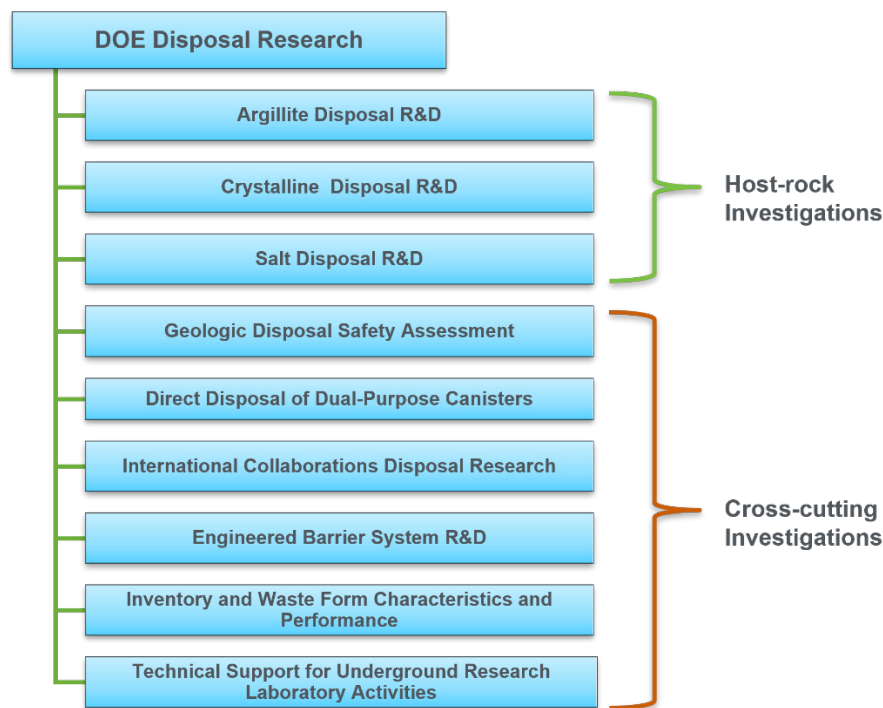 DOE Disposal Research
Argillite Disposal R&D
Crystalline Disposal R&D
Salt Disposal R&D
Host-rock
Investigations
Geologic Disposal Safety Assessment
Direct Disposal of Dual-Purpose Canisters
International Collaborations Disposal Research
Engineered Barrier System R&D
Inventory and Waste Form Characteristics and
Performance
Technical Support for Underground Research
Laboratory Activities
Cross-cutting
Investigations